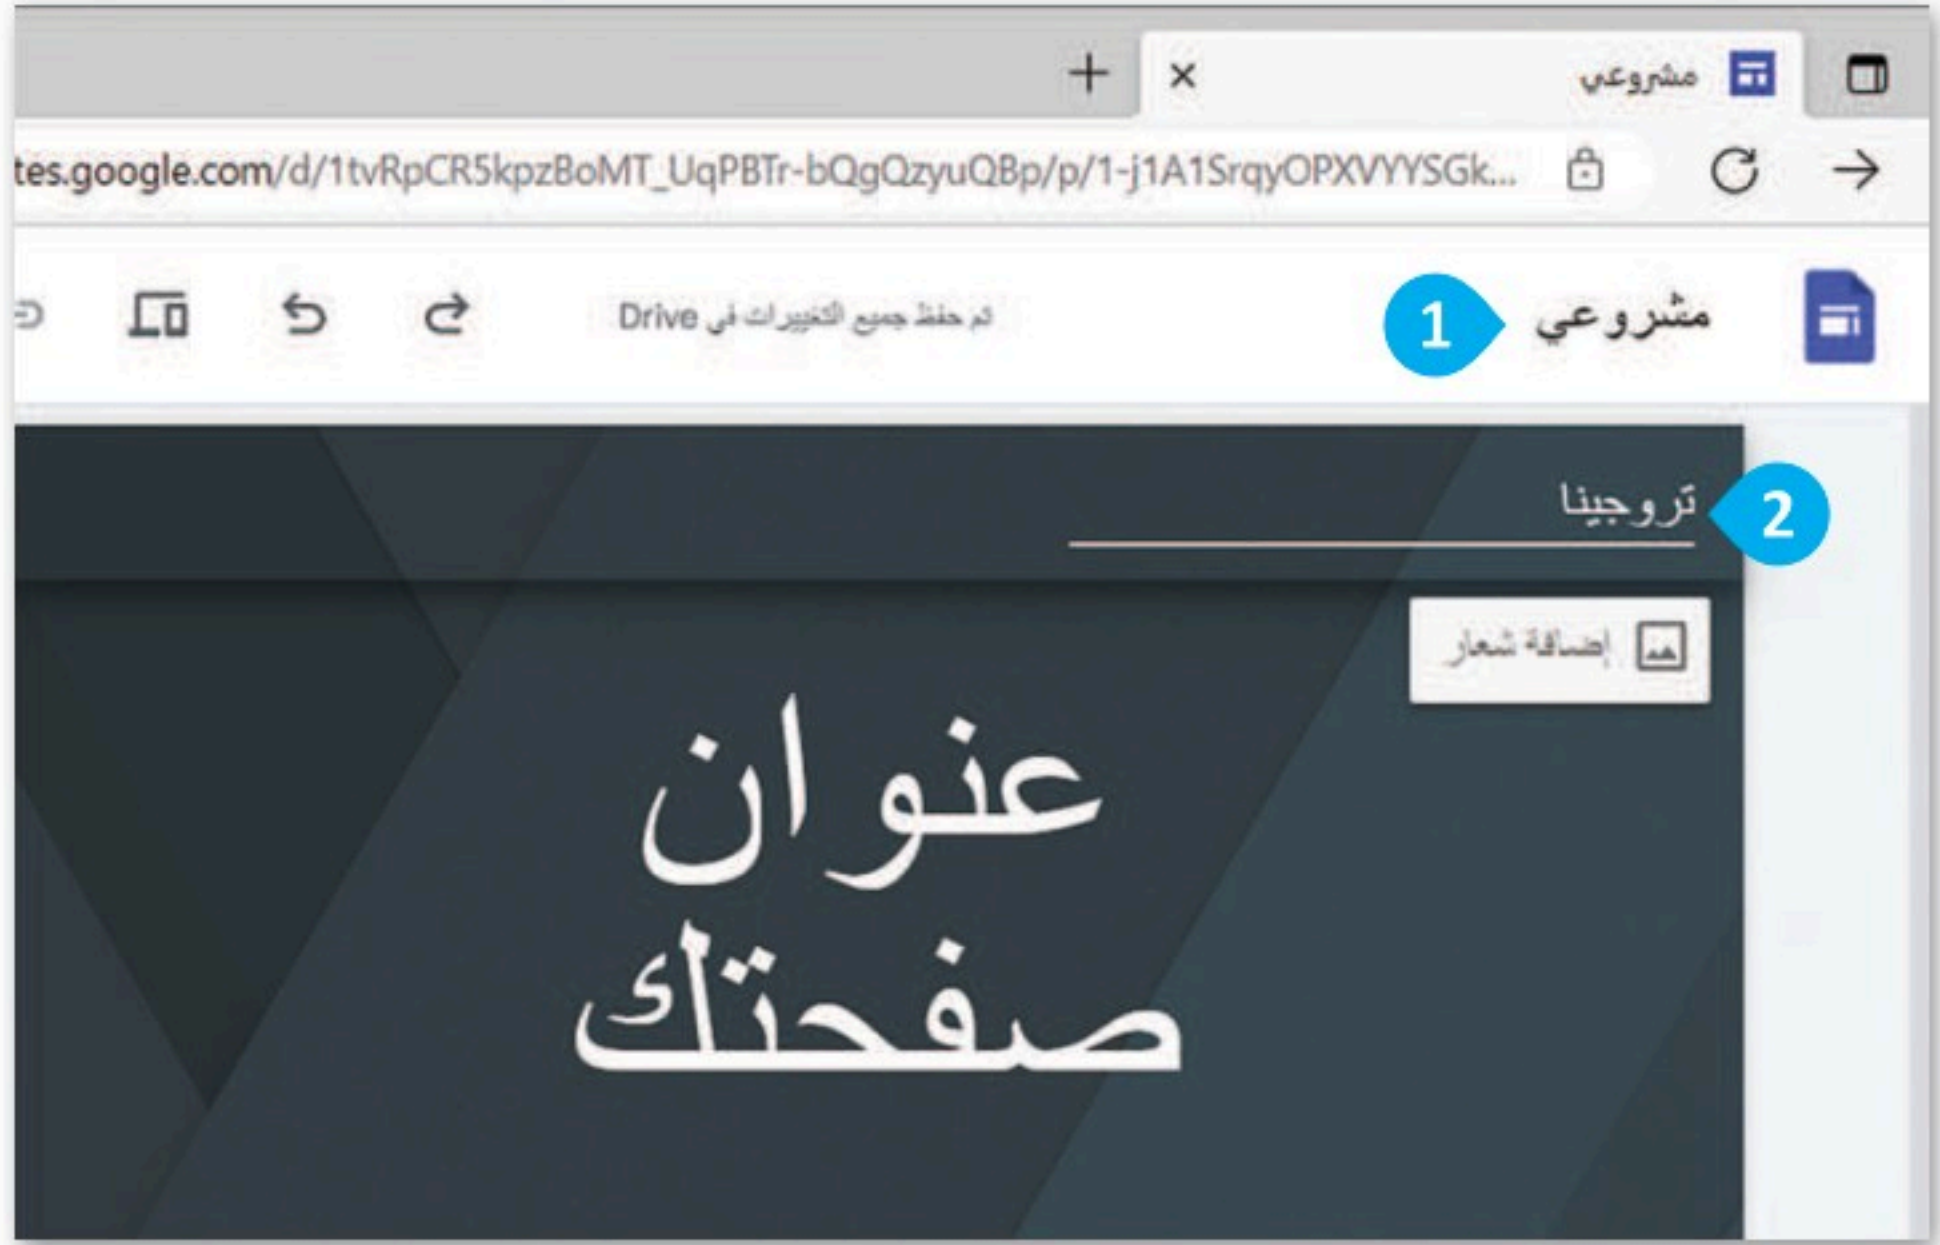 مشروعي
tes.google.com/d/1tvRpCR5kpzBoMT_UqPBTr-bQgQzyuQBp/p/1-j1A1SrqyOPXVYYSGk...
مشروعي 1 تم حفظ جميع التغييرات في Drive
2 تروجينا
إضافة شعار
عنوان
صفحتك